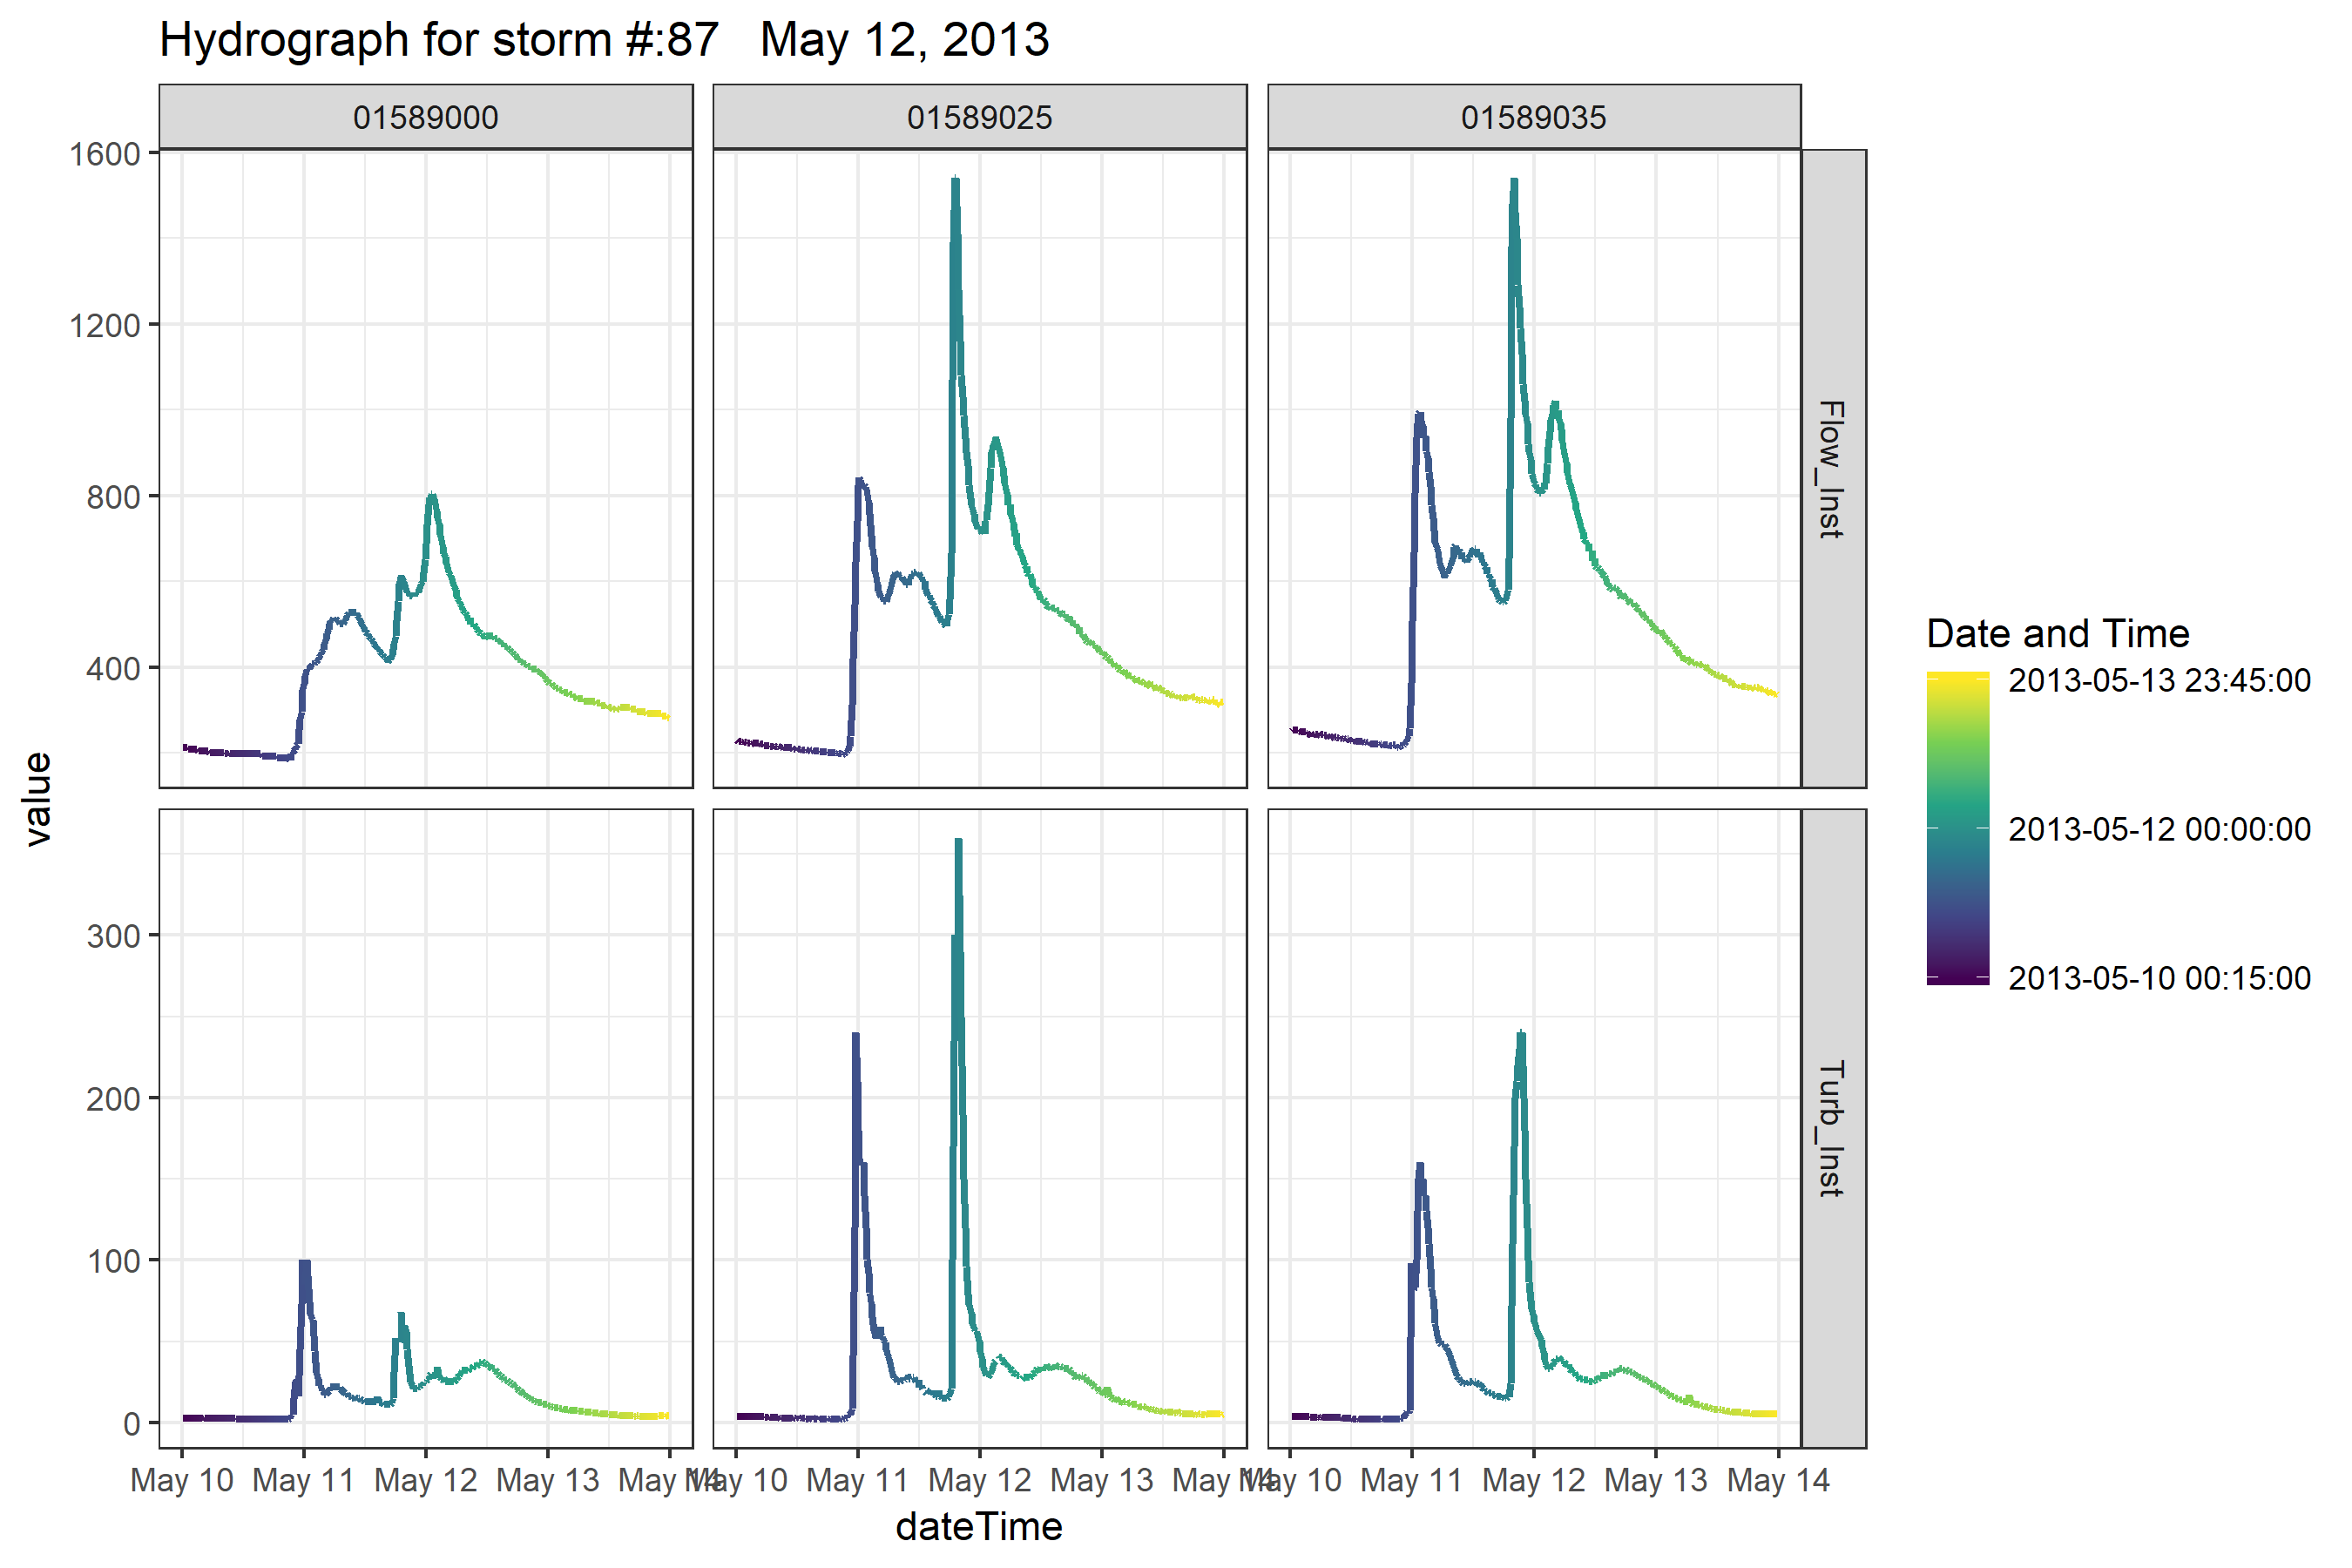 Hydrograph for storm #:87   May 12, 2013
01589000
01589025
01589035
1600
1200
800
400
Flow_Inst
300
200
100
0
Turb_Inst
value
May 10 May 11 May 12 May 13 May 14
May 10 May 11 May 12 May 13 May 14
May 10 May 11 May 12 May 13 May 14
dateTime
Date and Time
2013-05-13 23:45:00
2013-05-12 00:00:00
2013-05-10 00:15:00